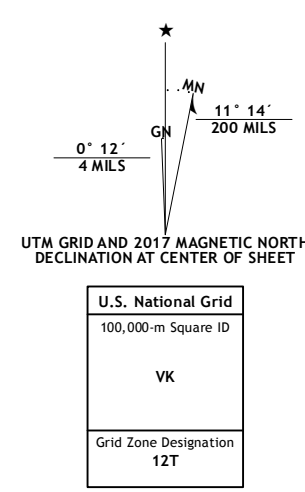 ★
MN
GN
11° 14´
200 MILS
0° 12´
4 MILS
UTM GRID AND 2017 MAGNETIC NORTH
DECLINATION AT CENTER OF SHEET
U.S. National Grid
100,000-m Square ID
VK
Grid Zone Designation
12T